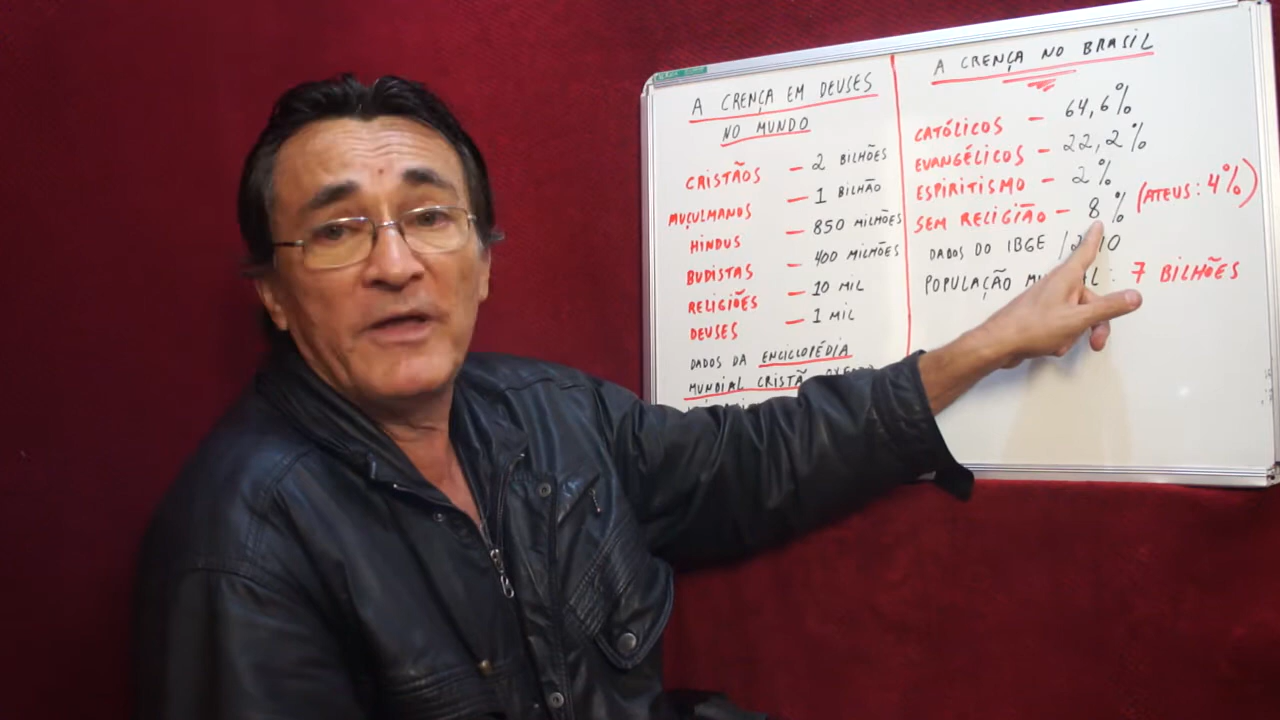 A CRENÇA EM DEUSES
NO MUNDO
CRISTÃOS — 2 BILHÕES
MUÇULMANOS — 1 BILHÃO
HINDUS — 850 MILHÕES
BUDISTAS — 400 MILHÕES
RELIGIÕES — 10 MIL
DEUSES — 1 MIL
DADOS DA ENCICLOPÉDIA
MUNDIAL CRISTÃ
A CRENÇA NO BRASIL
CATÓLICOS — 64,6%
EVANGÉLICOS — 22,2%
ESPIRITISMO — 2%
SEM RELIGIÃO — 8% (ATEUS: 4%)
DADOS DO IBGE
POPULAÇÃO : 7 BILHÕES